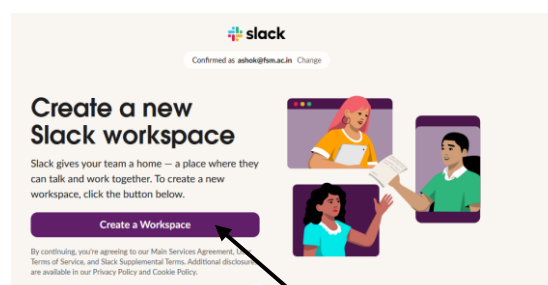 slack
Confirmed as ashok@fsm.ac.in Change
Create a new
Slack workspace
Slack gives your team a home — a place where they
can talk and work together. To create a new
workspace, click the button below.
Create a Workspace
By continuing, you're agreeing to our Main Services Agreement,
Terms of Service, and Slack Supplemental Terms. Additional disclosures
are available in our Privacy Policy and Cookie Policy.